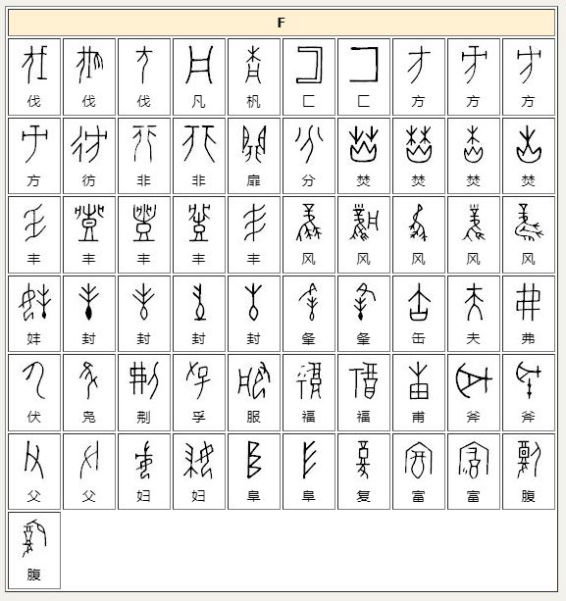 F
伐 伐 伐 凡 杋 匚 匚 方 方 方
方 彷 非 非 扉 分 焚 焚 焚 焚
丰 丰 丰 丰 丰 风 风 风 风 风
妦 封 封 封 封 肇 肇 缶 夫 弗
伏 凫 刜 孚 服 福 福 甫 斧 斧
父 父 妇 妇 阜 阜 复 富 富 腹
腹